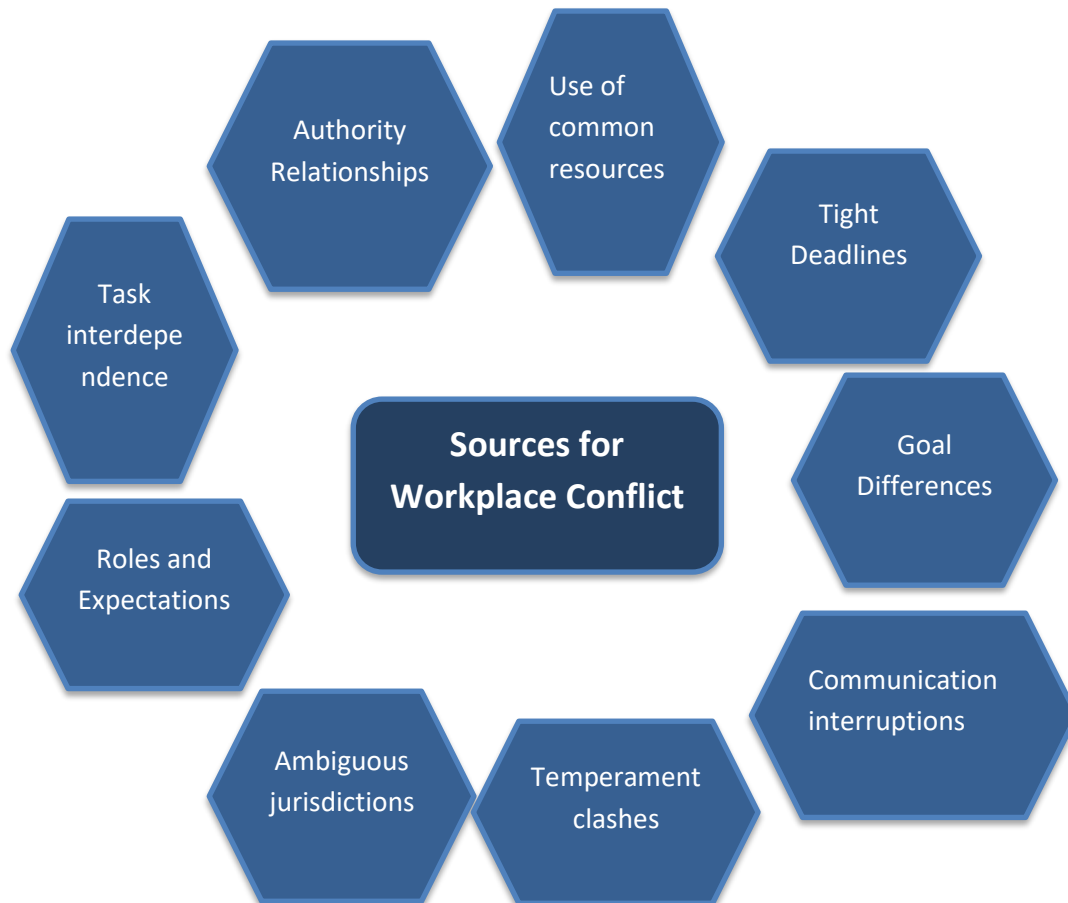 Authority
Relationships
Use of
common
resources
Tight
Deadlines
Task
interdepe
ndence
Sources for
Workplace Conflict
Goal
Differences
Roles and
Expectations
Communication
interruptions
Ambiguous
jurisdictions
Temperament
clashes